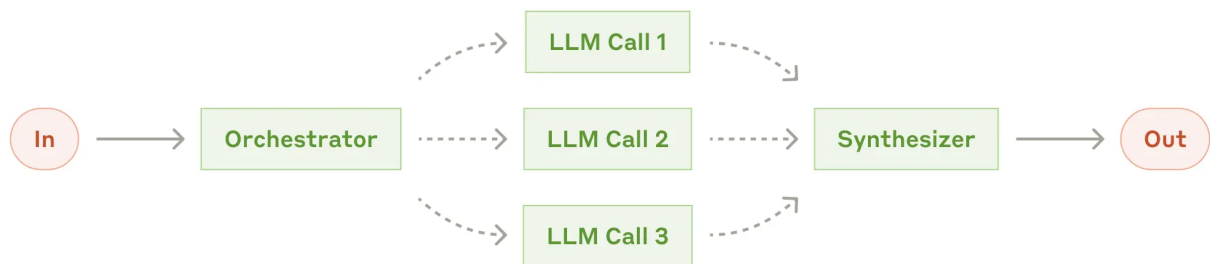 LLM Call 1
In
Orchestrator
LLM Call 2
Synthesizer
Out
LLM Call 3